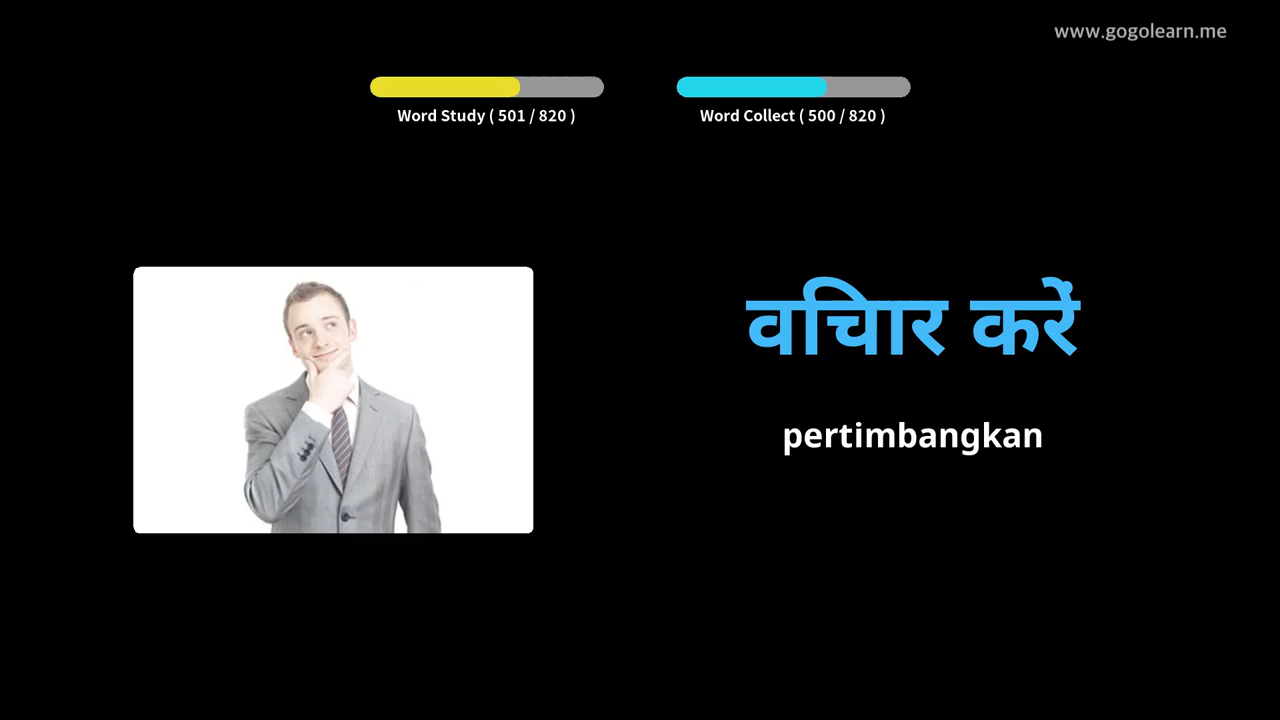 www.gogolearn.me
Word Study ( 501 / 820 )
Word Collect ( 500 / 820 )
वचिार करें
pertimbangkan